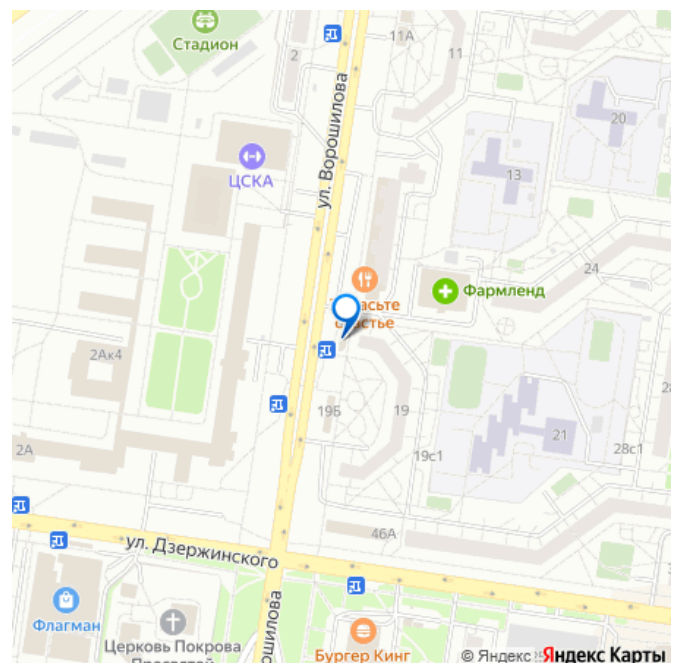 Стадион
2
11А
11
ул. Ворошилова
20
ЦСКА
13
24
Фармленд
счастье
2Ак4
19Б
19
2А
19с1
21
28с1
46А
ул. Дзержинского
Флагман
Церковь Покрова
Бургер Кинг
© Яндекс Яндекс Карты